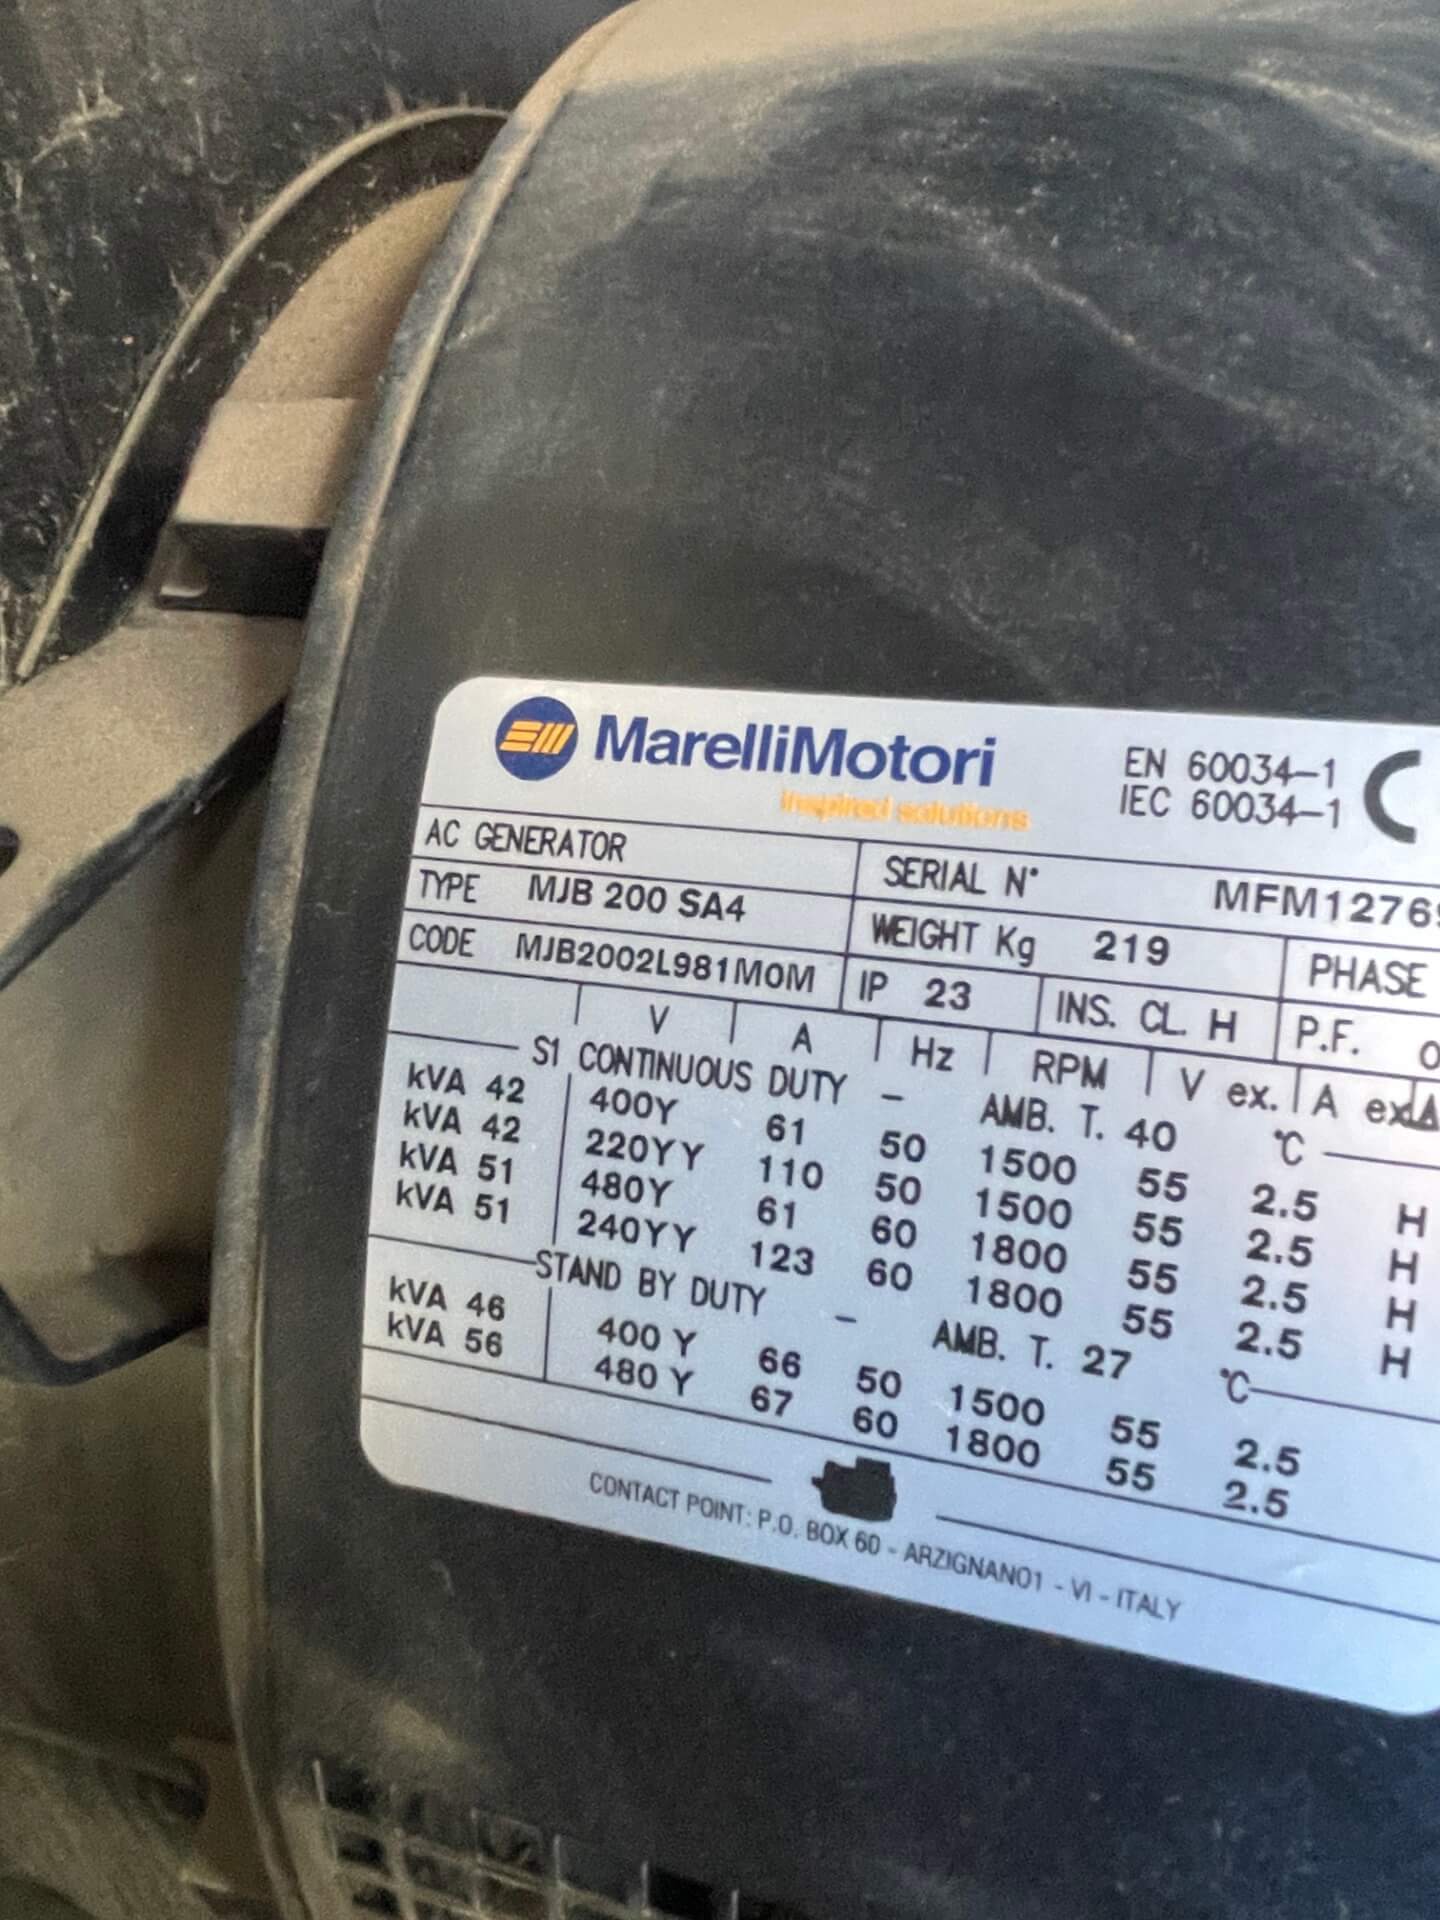 MarelliMotori
inspired solutions
EN 60034-1
IEC 60034-1
AC GENERATOR
SERIAL N°
TYPE MJB 200 SA4
WEIGHT Kg 219
PHASE
CODE MJB2002L981MOM
IP 23
INS. CL. H
P.F.
V A Hz RPM V ex. A ex. Δ
S1 CONTINUOUS DUTY - AMB. T. 40 °C
kVA 42 400Y 61 50 1500 55 2.5 H
kVA 42 220YY 110 50 1500 55 2.5 H
kVA 51 480Y 61 60 1800 55 2.5 H
kVA 51 240YY 123 60 1800 55 2.5 H
STAND BY DUTY - AMB. T. 27 °C
kVA 46 400 Y 66 50 1500 55 2.5
kVA 56 480 Y 67 60 1800 55 2.5
CONTACT POINT: P.O. BOX 60 - ARZIGNANO1 - VI - ITALY